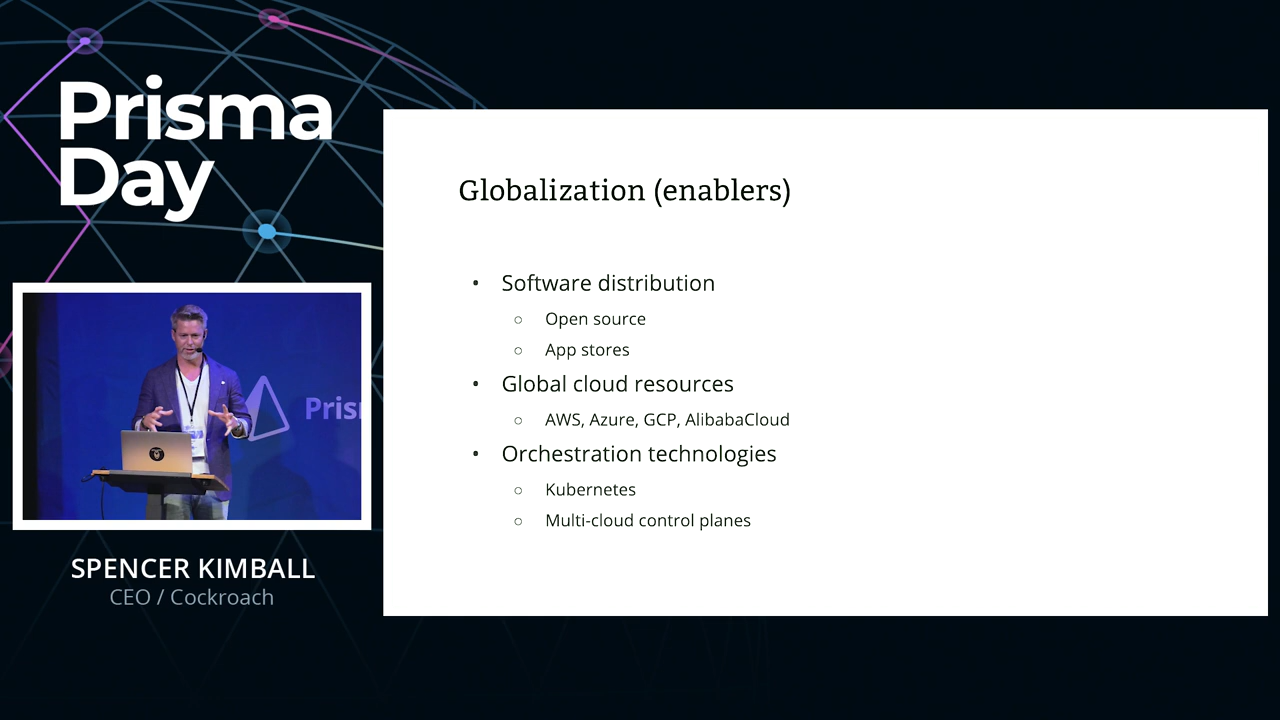 Prisma
Day
Globalization (enablers)
• Software distribution
○ Open source
○ App stores
• Global cloud resources
○ AWS, Azure, GCP, AlibabaCloud
• Orchestration technologies
○ Kubernetes
○ Multi-cloud control planes
Pris
SPENCER KIMBALL
CEO / Cockroach